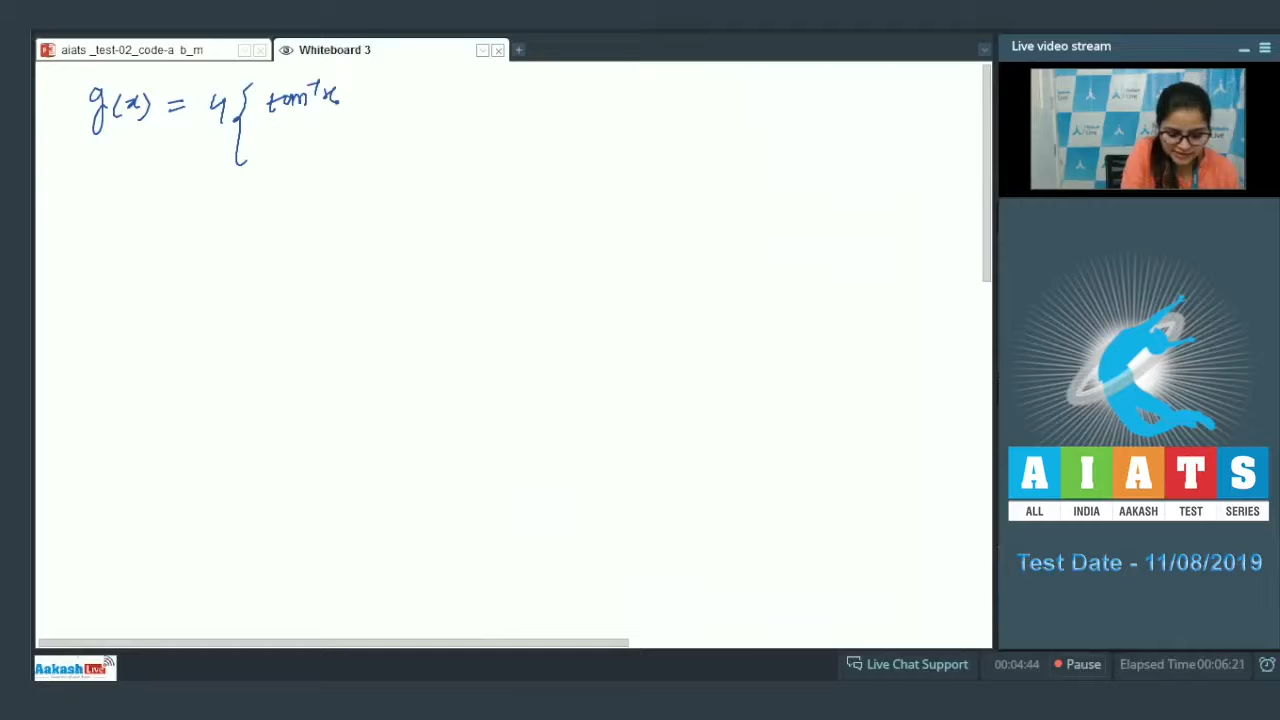 aiats _test-02_code-a b_m
Whiteboard 3
Live video stream
g(x) = 4{ tan⁻¹x
A I A T S
ALL INDIA AAKASH TEST SERIES
Test Date - 11/08/2019
Aakash Live
Live Chat Support
00:04:44
Pause
Elapsed Time 00:06:21